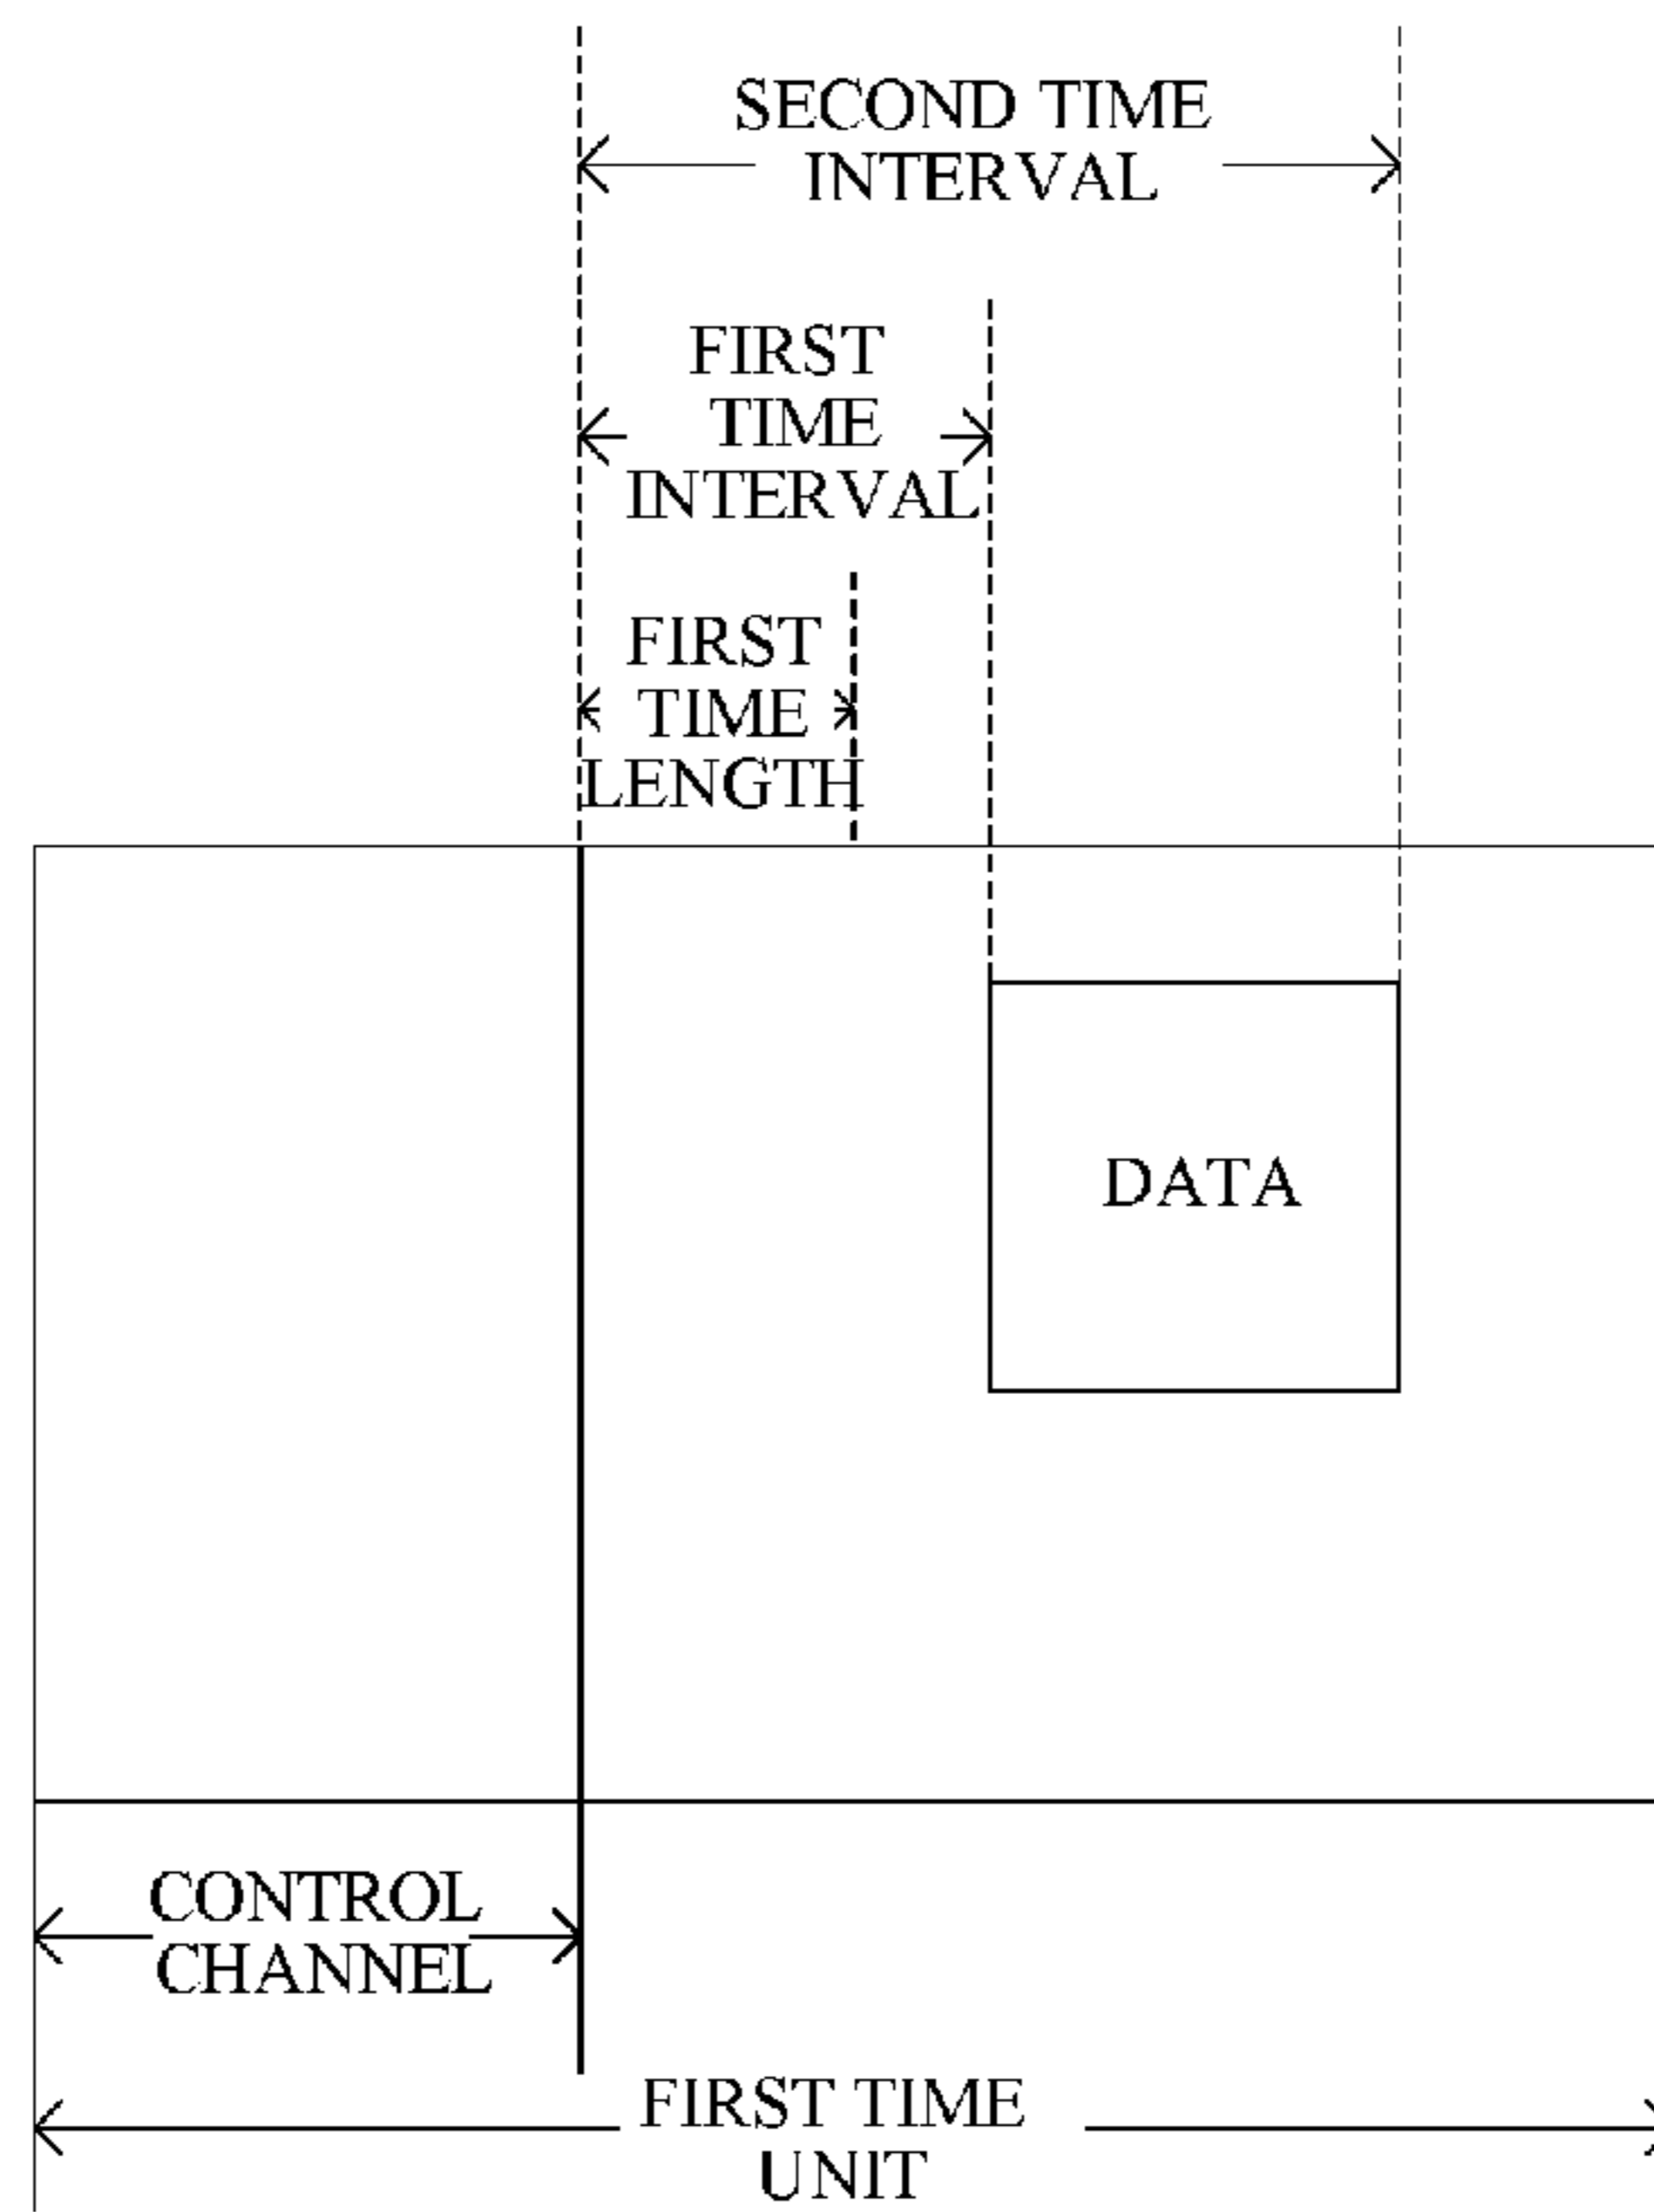 SECOND TIME
INTERVAL
FIRST
TIME
INTERVAL
FIRST
TIME
LENGTH
DATA
CONTROL
CHANNEL
FIRST TIME
UNIT